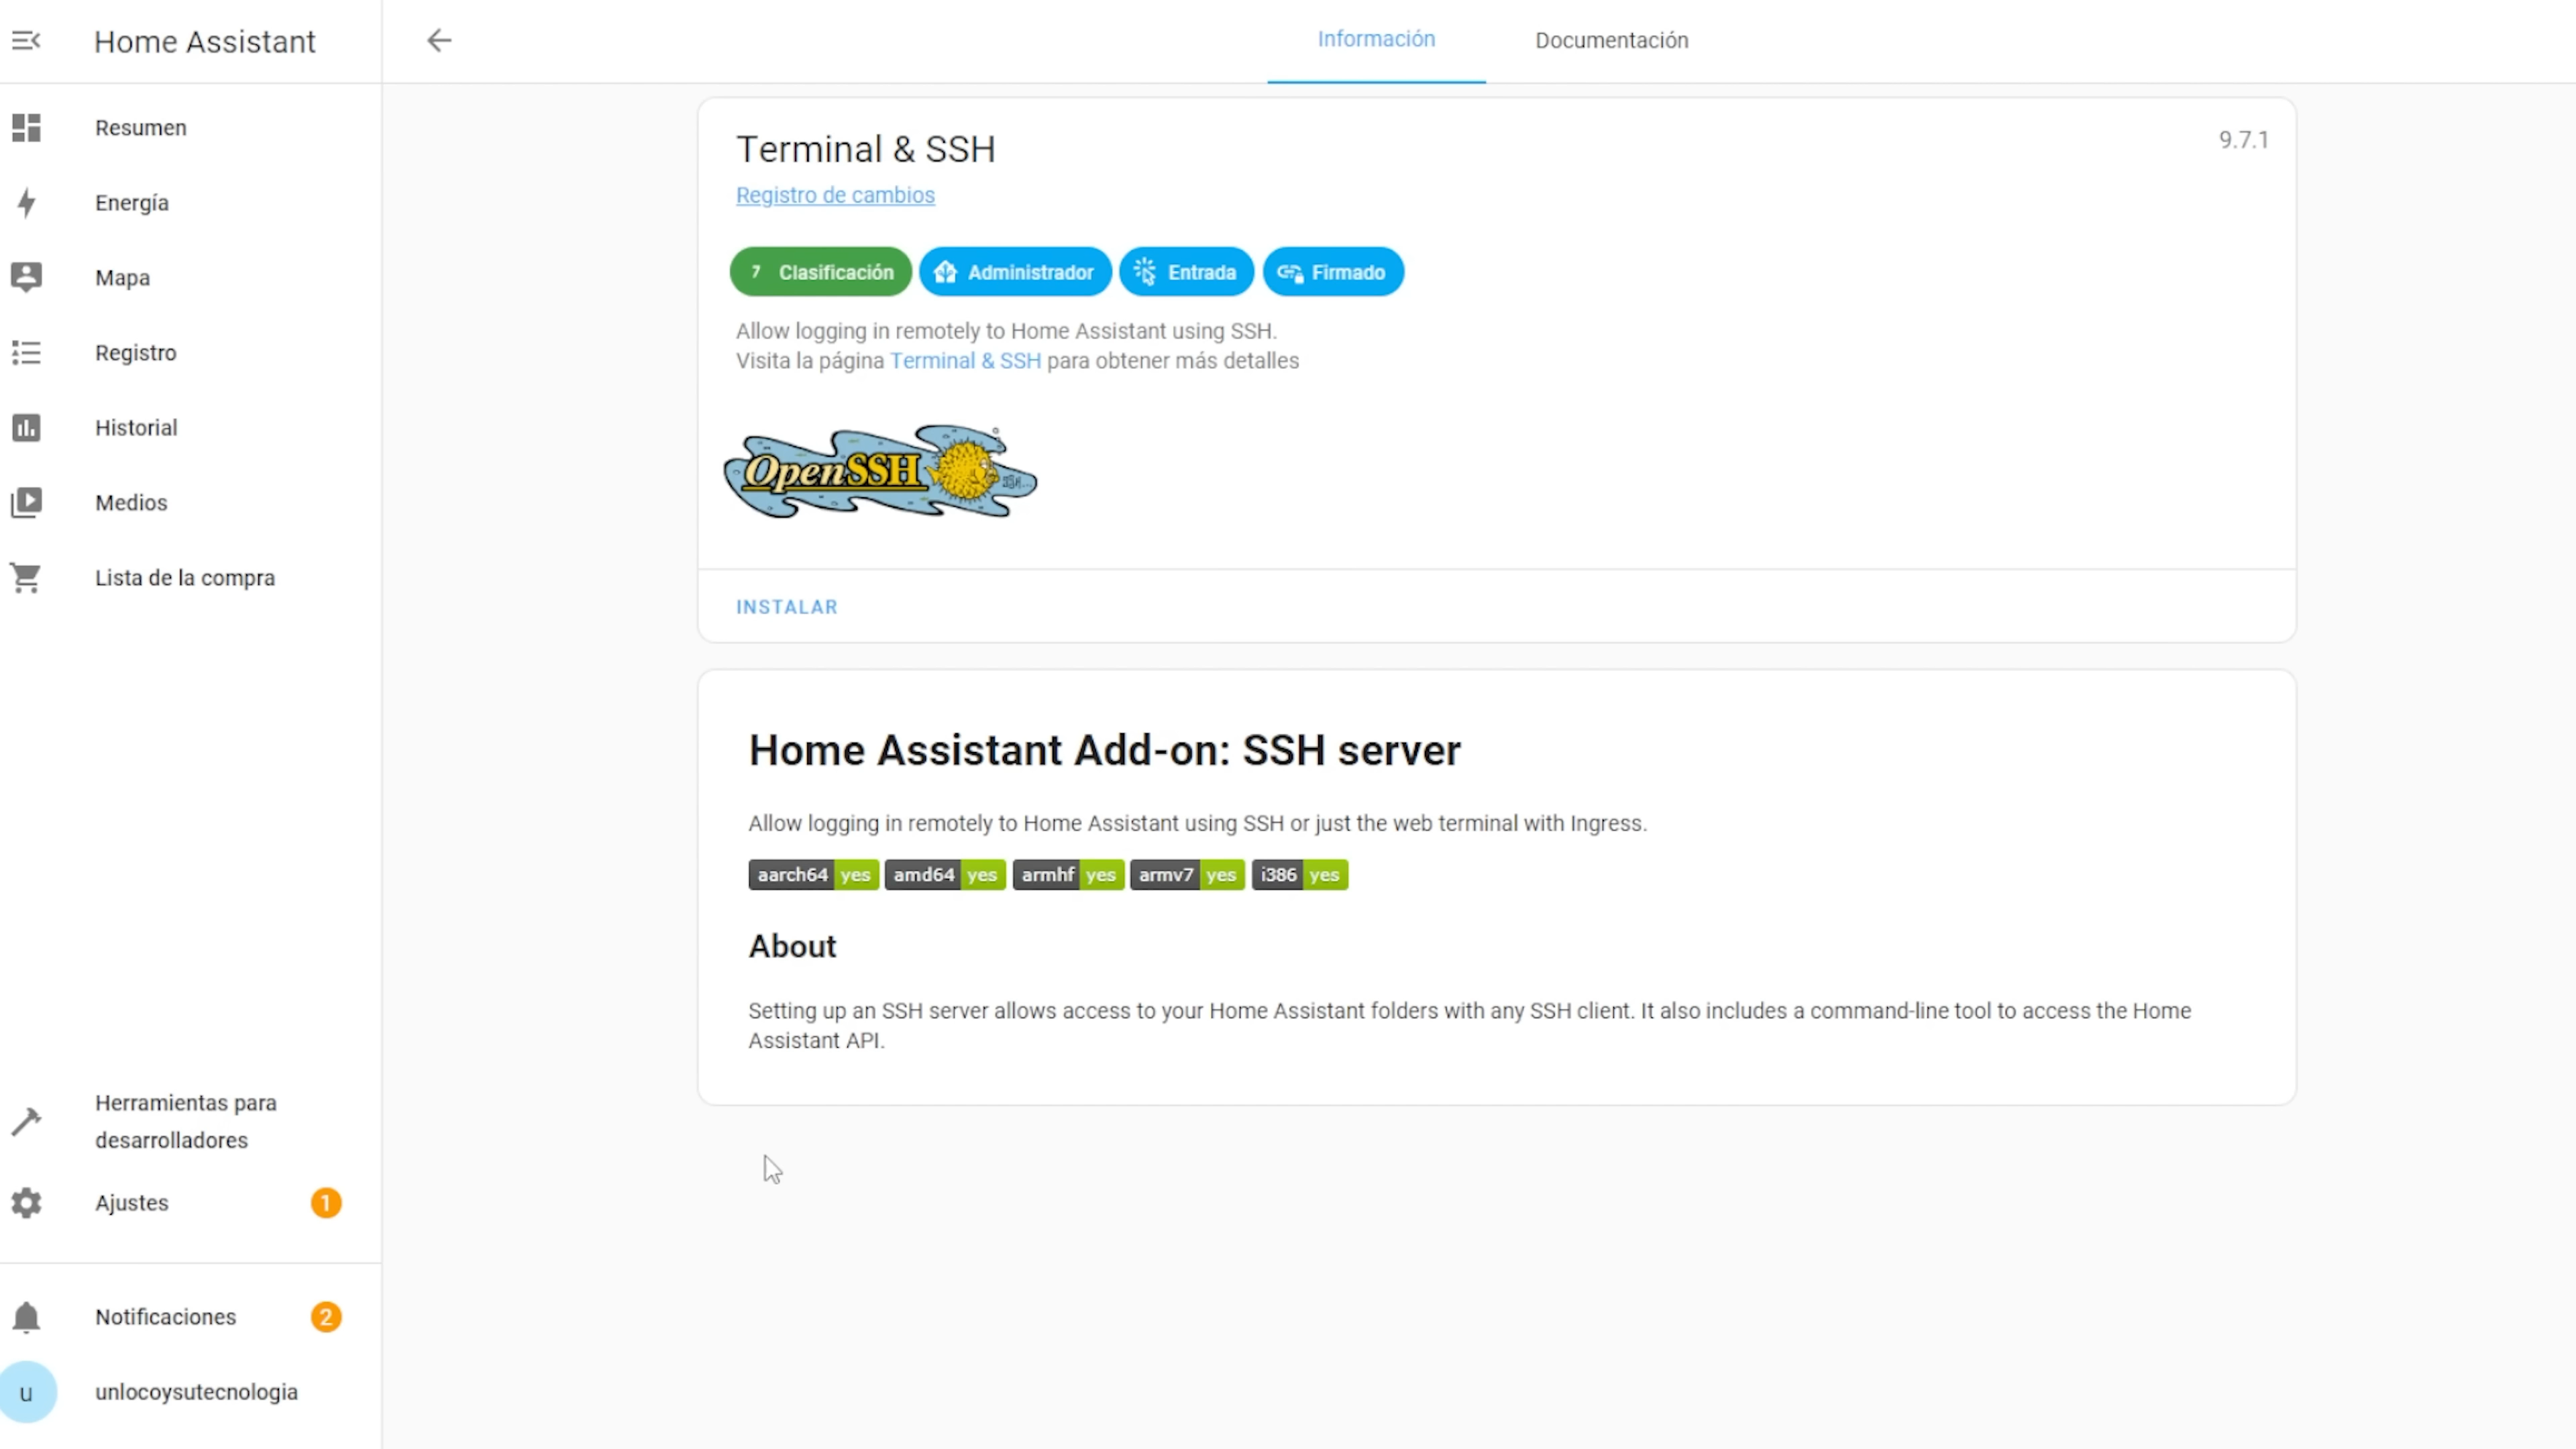 Home Assistant
Resumen
Energía
Mapa
Registro
Historial
Medios
Lista de la compra
Herramientas para
desarrolladores
Ajustes 1
Notificaciones 2
u unlocoysutecnologia
Información Documentación
Terminal & SSH 9.7.1
Registro de cambios
7 Clasificación Administrador Entrada Firmado
Allow logging in remotely to Home Assistant using SSH.
Visita la página Terminal & SSH para obtener más detalles
OpenSSH
INSTALAR
Home Assistant Add-on: SSH server
Allow logging in remotely to Home Assistant using SSH or just the web terminal with Ingress.
aarch64 yes amd64 yes armhf yes armv7 yes i386 yes
About
Setting up an SSH server allows access to your Home Assistant folders with any SSH client. It also includes a command-line tool to access the Home
Assistant API.